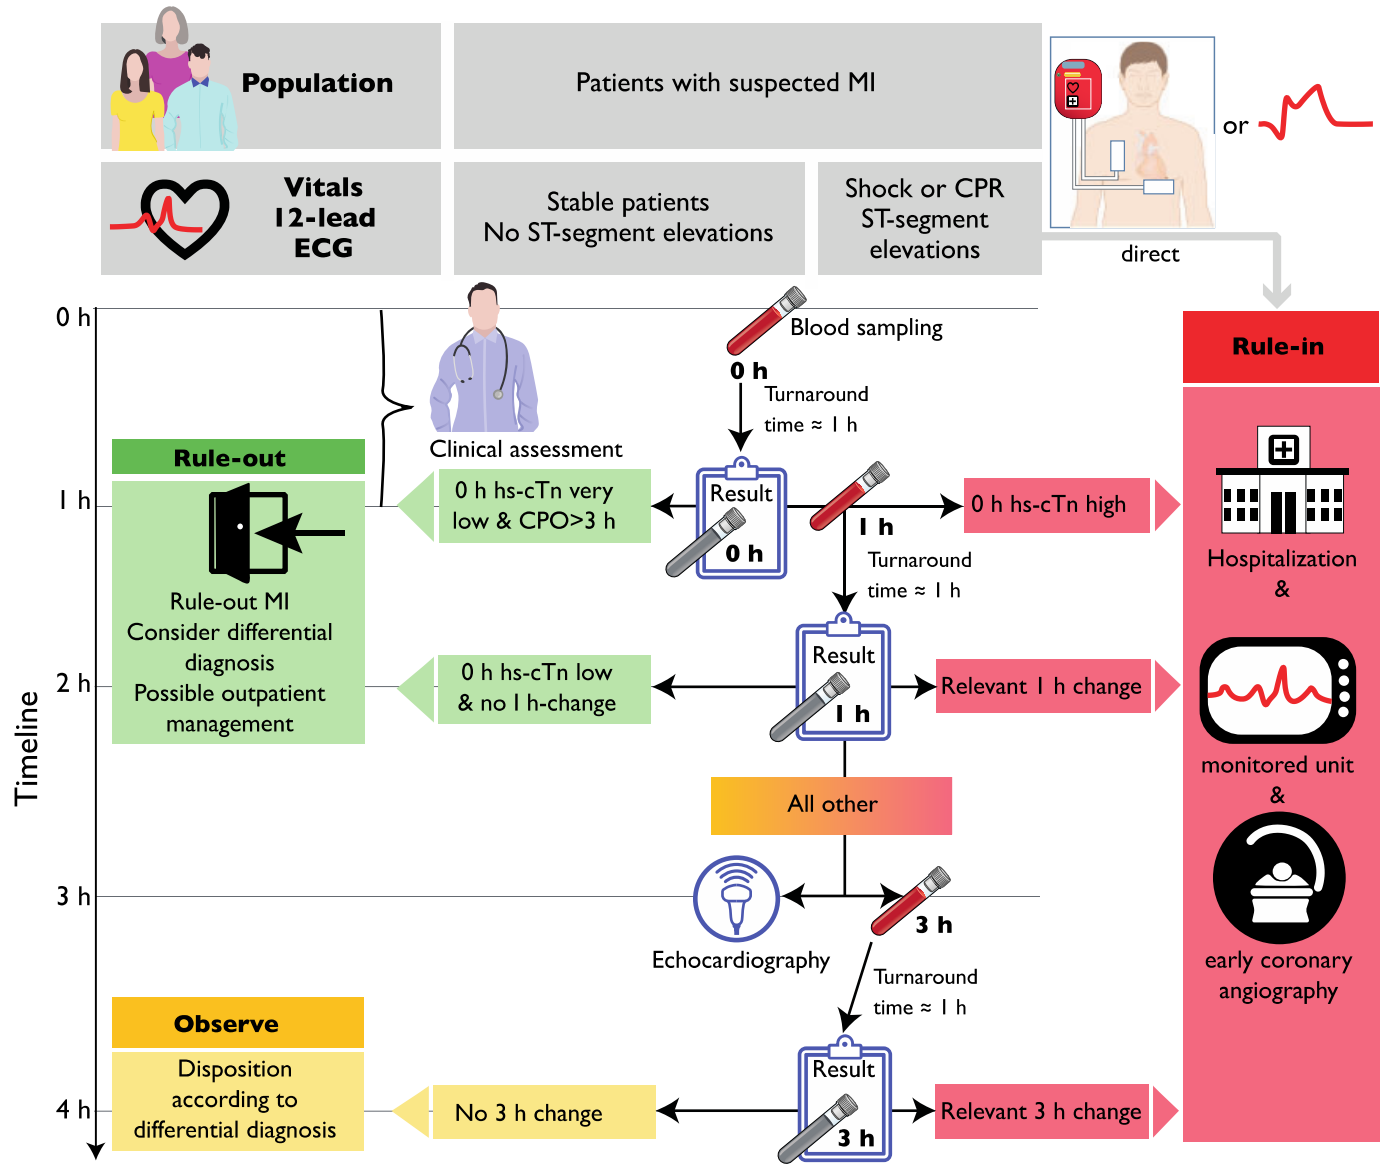 Population
Patients with suspected MI
or
Vitals
12-lead
ECG
Stable patients
No ST-segment elevations
Shock or CPR
ST-segment
elevations
direct
0 h
Blood sampling
0 h
Turnaround
time ≈ 1 h
Clinical assessment
Rule-in
Rule-out
1 h
0 h hs-cTn very
low & CPO>3 h
Result
0 h
1 h
0 h hs-cTn high
Turnaround
time ≈ 1 h
Hospitalization
&
Rule-out MI
Consider differential
diagnosis
Possible outpatient
management
2 h
0 h hs-cTn low
& no 1 h-change
Result
1 h
Relevant 1 h change
Timeline
monitored unit
&
All other
3 h
3 h
Echocardiography
Turnaround
time ≈ 1 h
early coronary
angiography
Observe
Disposition
according to
differential diagnosis
4 h
No 3 h change
Result
3 h
Relevant 3 h change